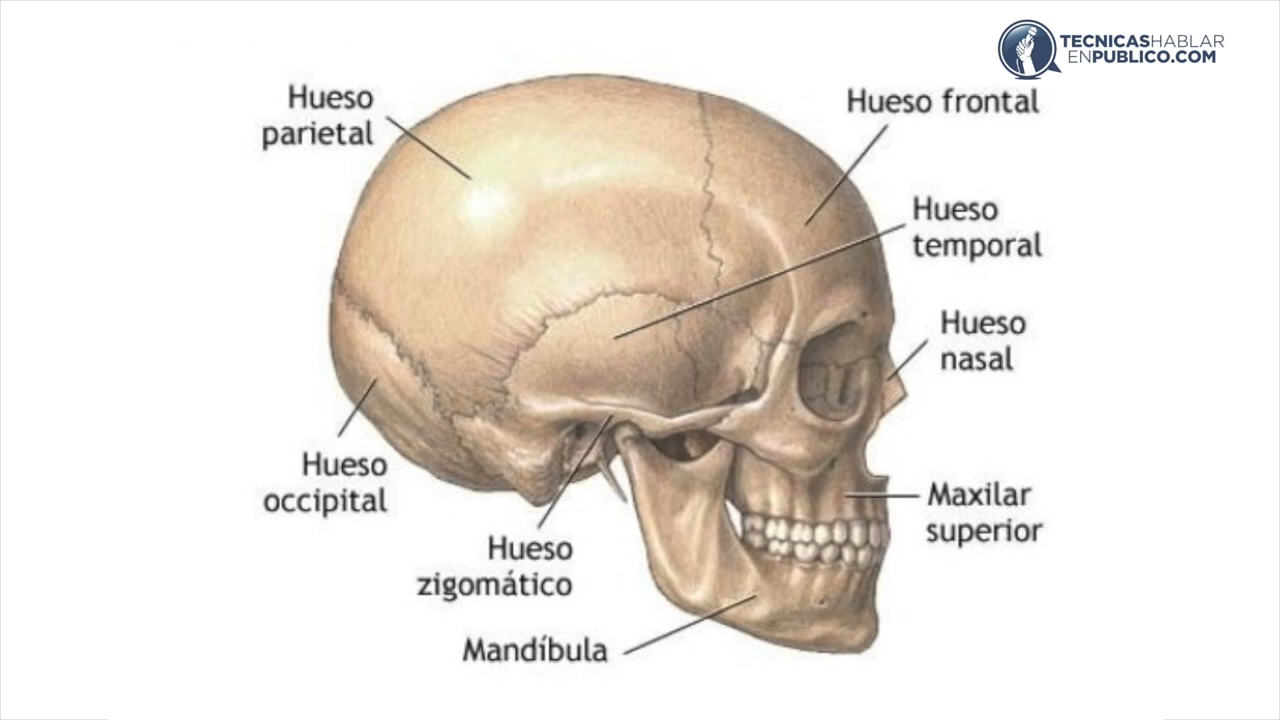 TECNICASHABLAR
ENPUBLICO.COM
Hueso
parietal
Hueso frontal
Hueso
temporal
Hueso
nasal
Hueso
occipital
Maxilar
superior
Hueso
zigomático
Mandíbula